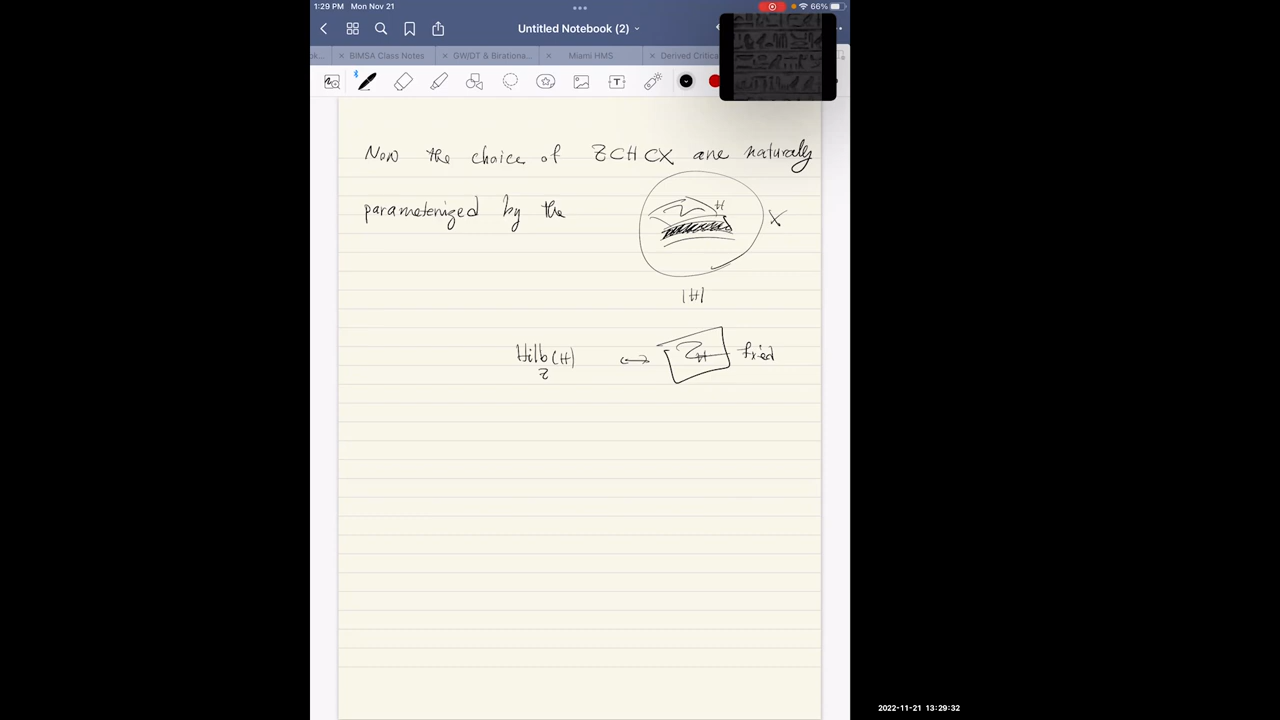 1:29 PM Mon Nov 21
66%
Untitled Notebook (2)
BIMSA Class Notes
GW/DT & Birationa...
Miami HMS
Derived Critica
Now the choice of Z⊂H⊂X are naturally
parameterized by the
H
X
|H|
Hilb(H) ↔ H fixed
Z
2022-11-21 13:29:32